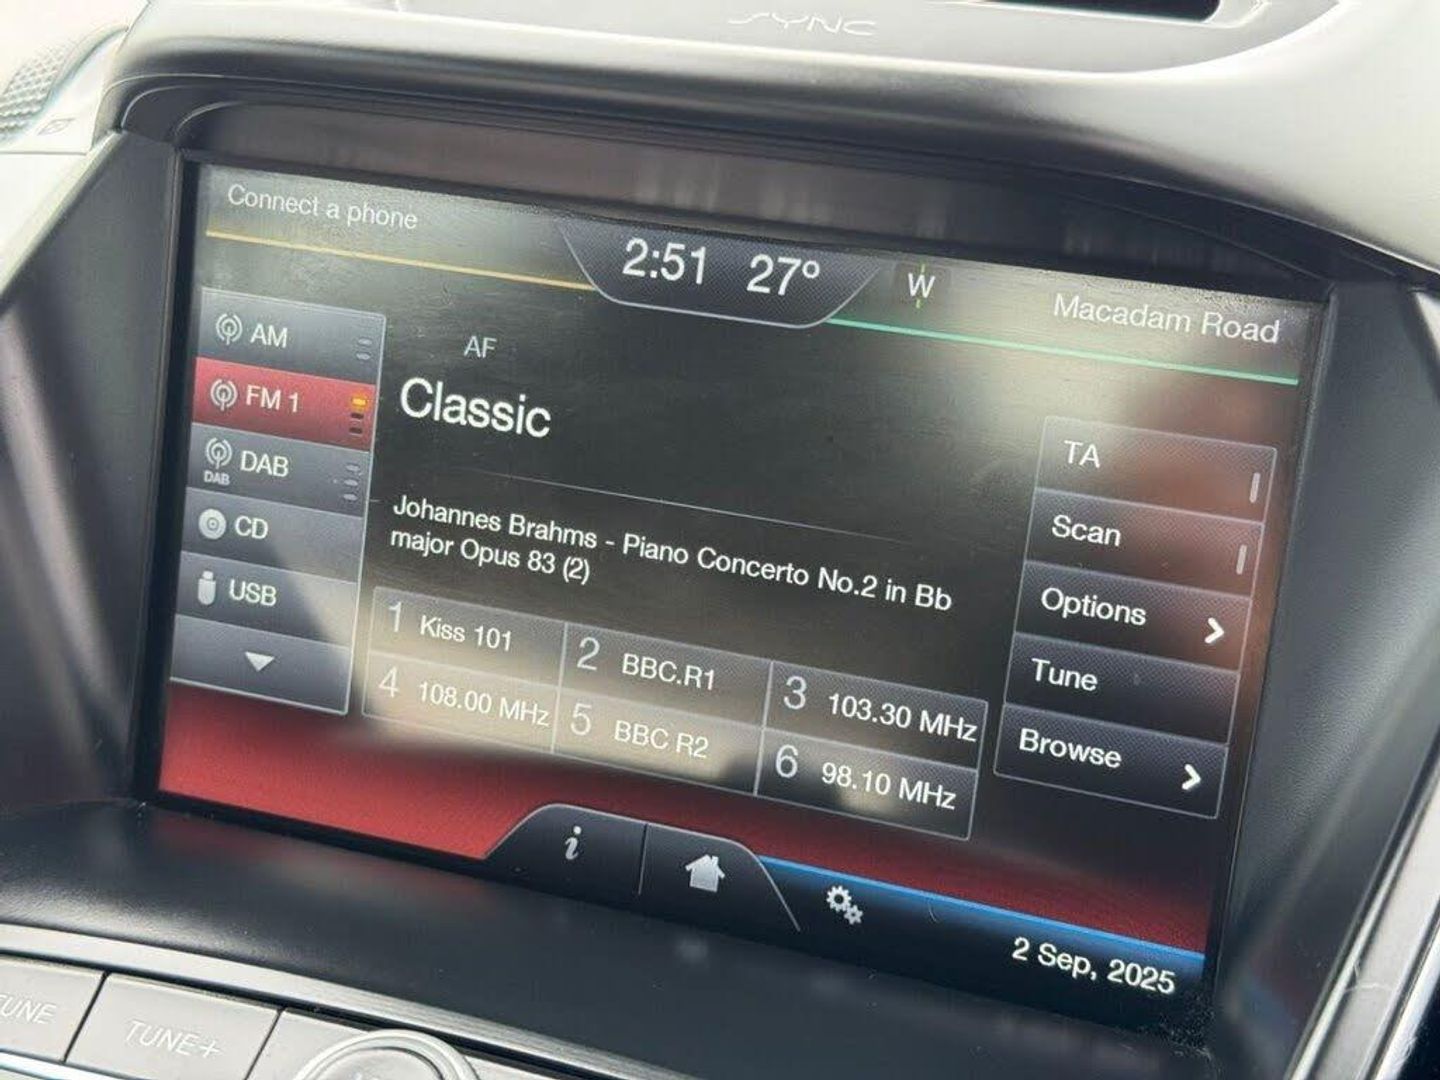 SYNC
Connect a phone
2:51 27°
W
Macadam Road
AM
FM 1
DAB
DAB
CD
USB
AF
Classic
Johannes Brahms - Piano Concerto No.2 in Bb
major Opus 83 (2)
TA
Scan
Options
Tune
Browse
1 Kiss 101
2 BBC.R1
3 103.30 MHz
4 108.00 MHz
5 BBC R2
6 98.10 MHz
i
2 Sep, 2025
TUNE
TUNE+